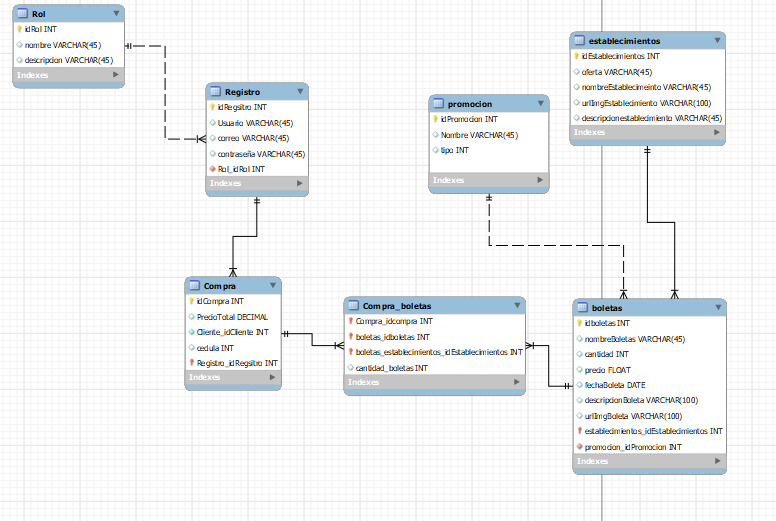 Rol
idRol INT
nombre VARCHAR(45)
descripcion VARCHAR(45)
Indexes
Registro
idRegsitro INT
Usuario VARCHAR(45)
correo VARCHAR(45)
contraseña VARCHAR(45)
Rol_idRol INT
Indexes
promocion
idPromocion INT
Nombre VARCHAR(45)
tipo INT
Indexes
establecimientos
idEstablecimientos INT
oferta VARCHAR(45)
nombreEstablecimeinto VARCHAR(45)
urlImgEstablecimiento VARCHAR(100)
descripcionestablecimiento VARCHAR(45)
Indexes
Compra
idCompra INT
PrecioTotal DECIMAL
Cliente_idCliente INT
cedula INT
Registro_idRegsitro INT
Indexes
Compra_boletas
Compra_idcompra INT
boletas_idboletas INT
boletas_establecimientos_idEstablecimientos INT
cantidad_boletas INT
Indexes
boletas
idboletas INT
nombreBoletas VARCHAR(45)
cantidad INT
precio FLOAT
fechaBoleta DATE
descripcionBoleta VARCHAR(100)
urlImgBoleta VARCHAR(100)
establecimientos_idEstablecimientos INT
promocion_idPromocion INT
Indexes